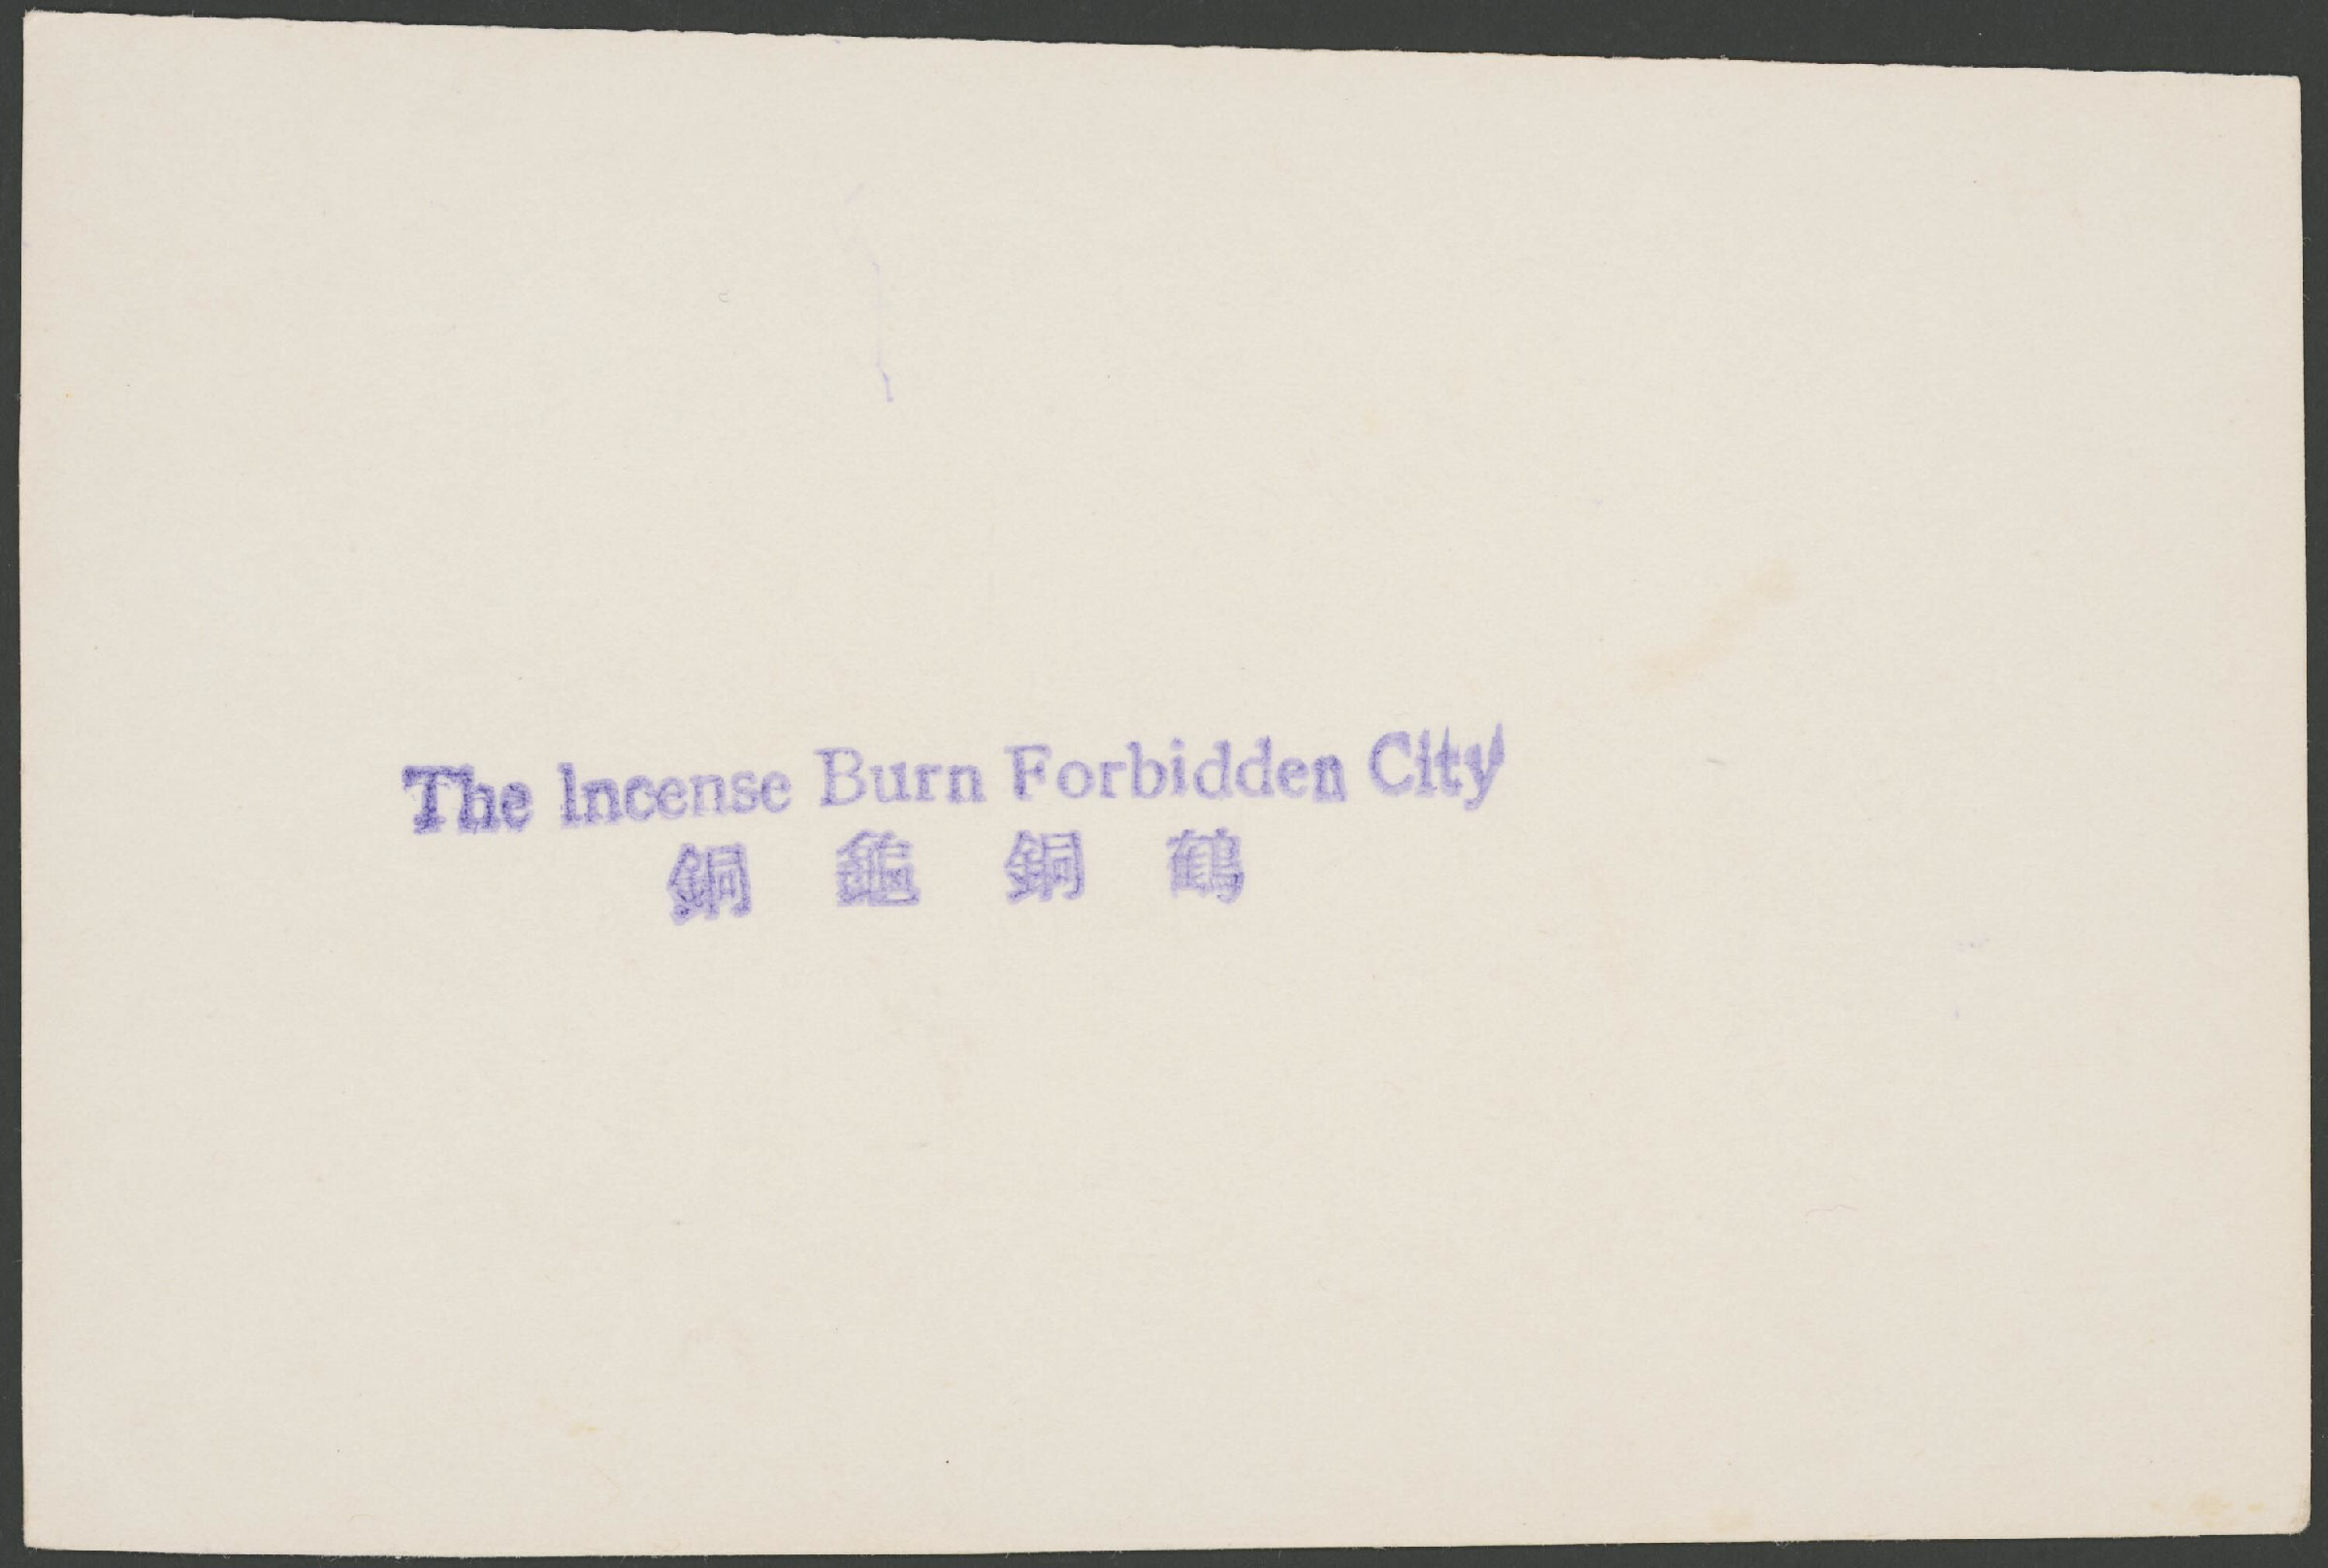 The Incense Burn Forbidden City
銅龜銅鶴